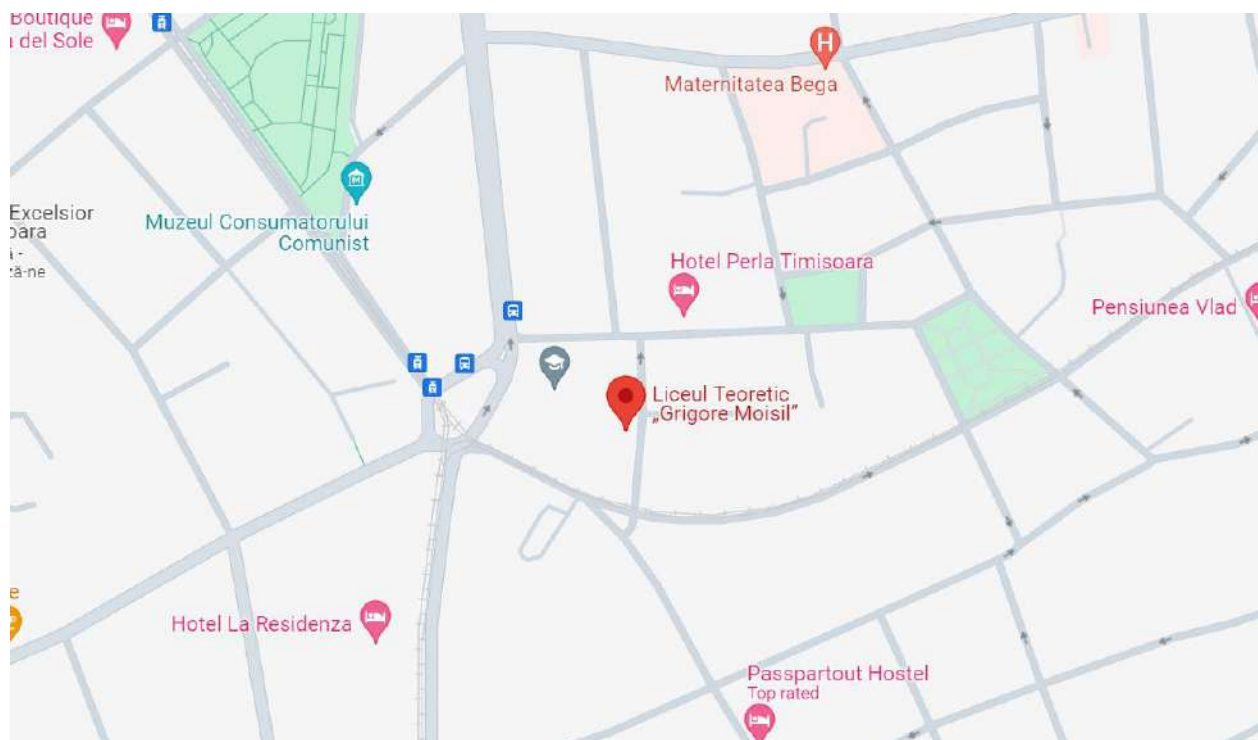 Boutique
del Sole
H
Maternitatea Bega
Excelsior
Muzeul Consumatorului
Comunist
M
Hotel Perla Timisoara
Pensiunea Vlad
Liceul Teoretic
„Grigore Moisil”
Hotel La Residenza
Passpartout Hostel
Top rated